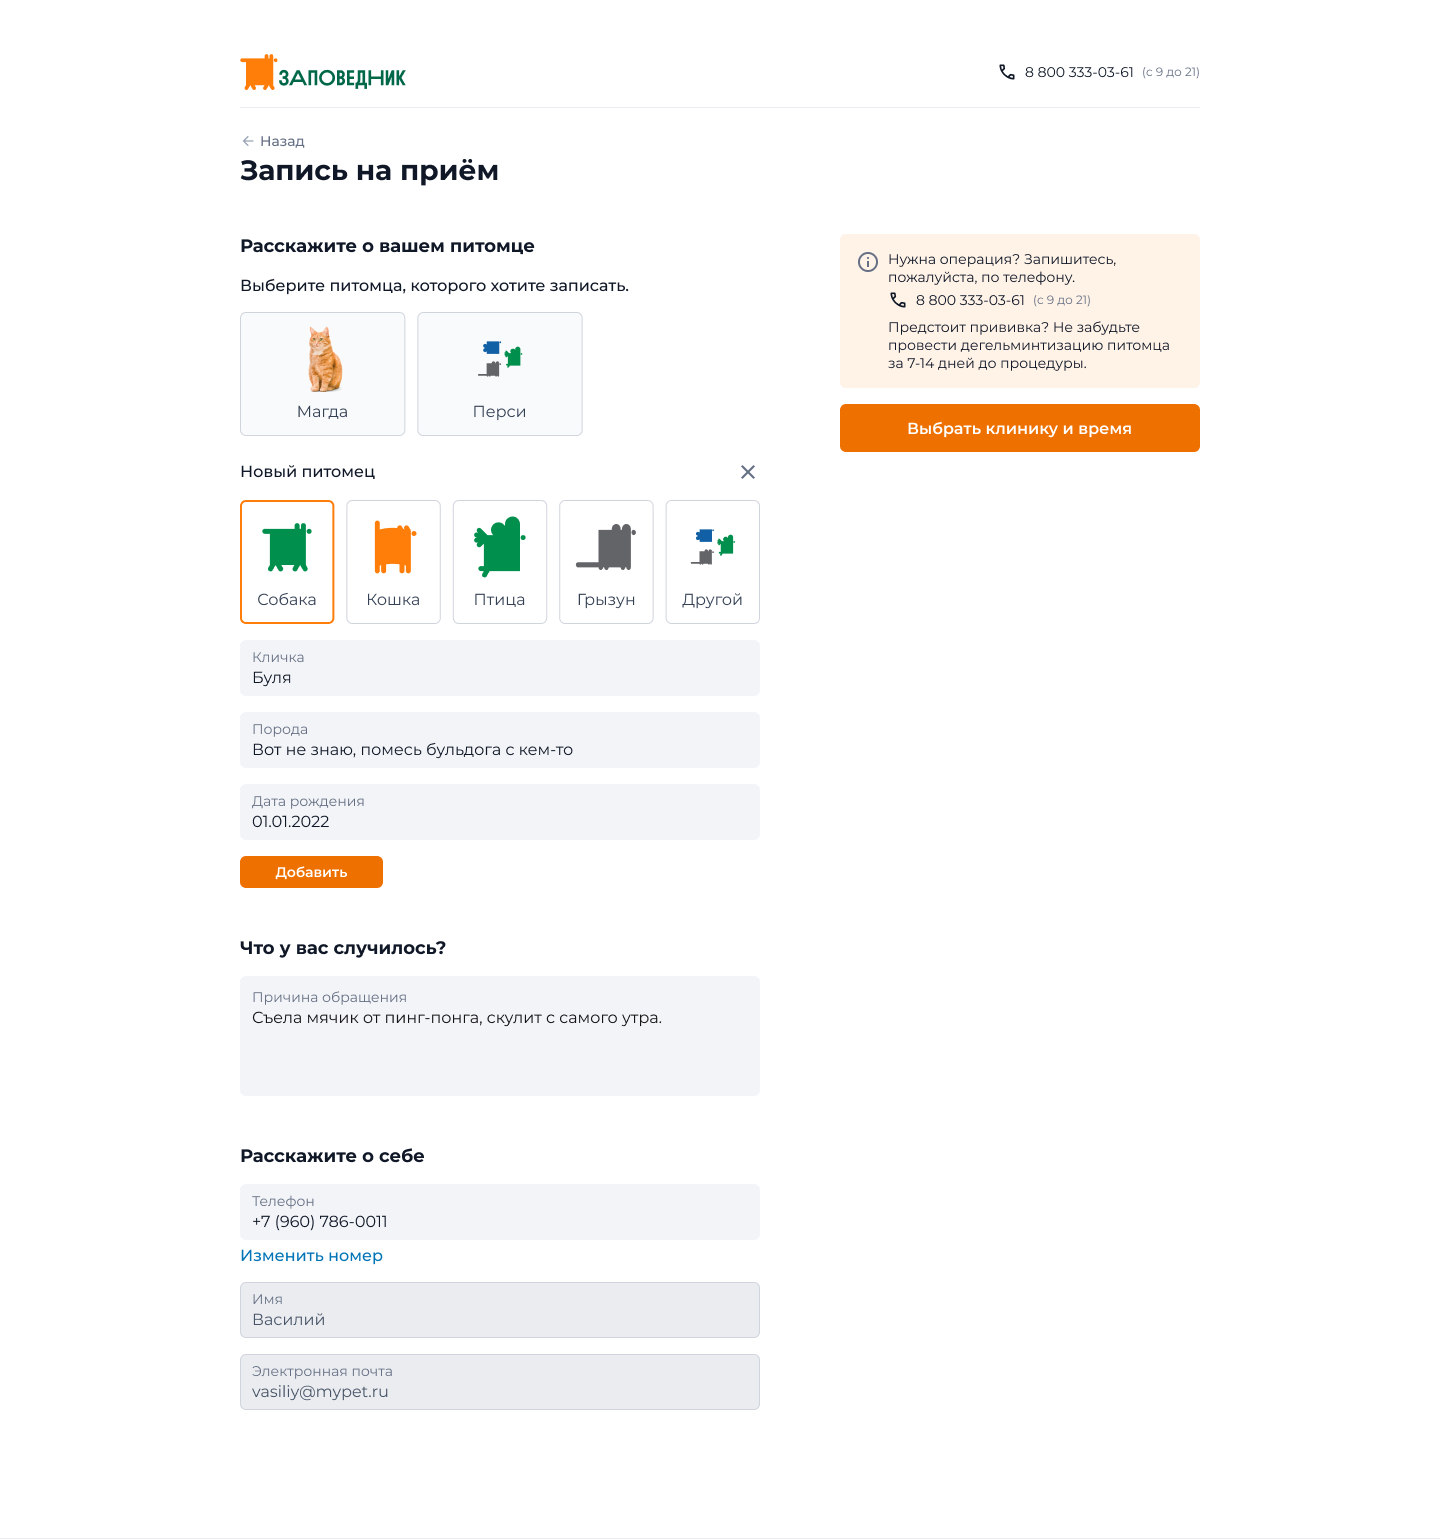 ЗАПОВЕДНИК
8 800 333-03-61 (с 9 до 21)
Назад
Запись на приём
Расскажите о вашем питомце
Выберите питомца, которого хотите записать.
Магда
Перси
Новый питомец
Собака
Кошка
Птица
Грызун
Другой
Кличка
Буля
Порода
Вот не знаю, помесь бульдога с кем-то
Дата рождения
01.01.2022
Добавить
Что у вас случилось?
Причина обращения
Съела мячик от пинг-понга, скулит с самого утра.
Расскажите о себе
Телефон
+7 (960) 786-0011
Изменить номер
Имя
Василий
Электронная почта
vasiliy@mypet.ru
Нужна операция? Запишитесь,
пожалуйста, по телефону.
8 800 333-03-61 (с 9 до 21)
Предстоит прививка? Не забудьте
провести дегельминтизацию питомца
за 7-14 дней до процедуры.
Выбрать клинику и время